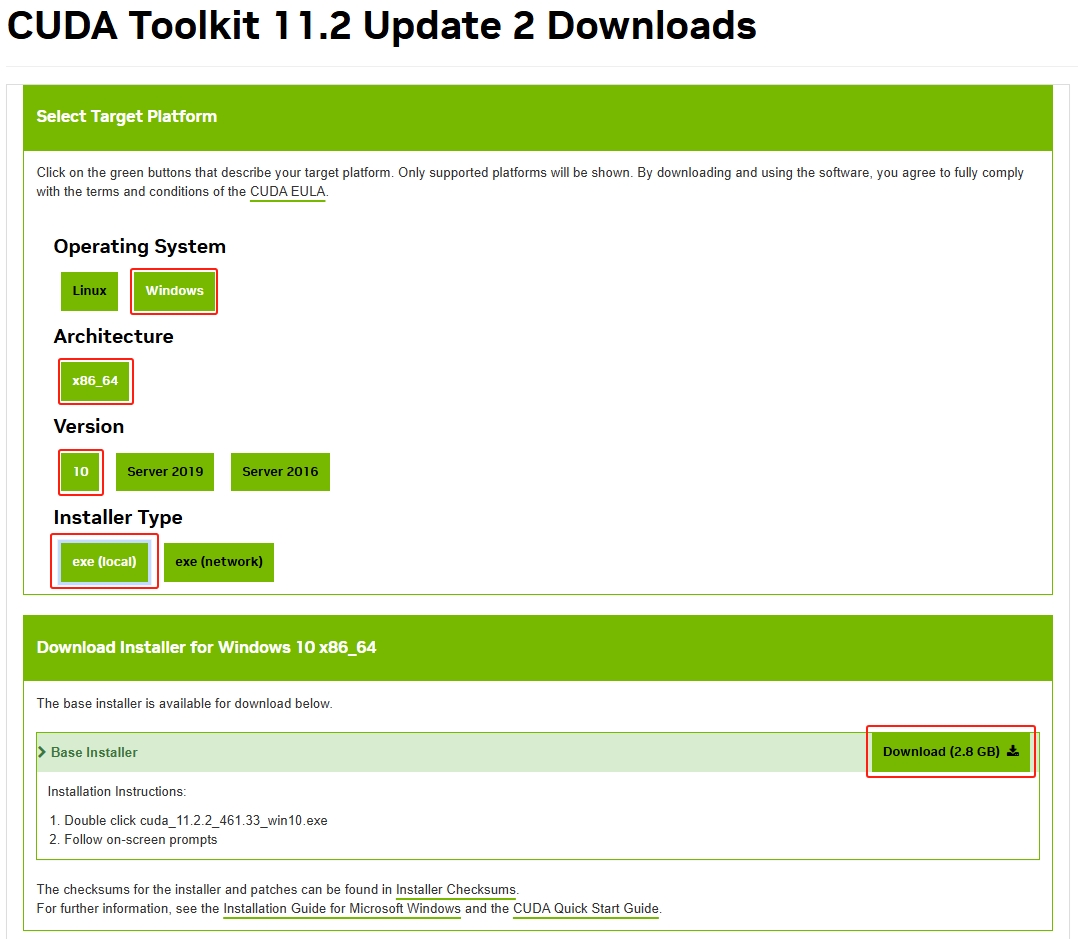 CUDA Toolkit 11.2 Update 2 Downloads
Select Target Platform
Click on the green buttons that describe your target platform. Only supported platforms will be shown. By downloading and using the software, you agree to fully comply
with the terms and conditions of the CUDA EULA.
Operating System
Linux Windows
Architecture
x86_64
Version
10 Server 2019 Server 2016
Installer Type
exe (local) exe (network)
Download Installer for Windows 10 x86_64
The base installer is available for download below.
Base Installer Download (2.8 GB)
Installation Instructions:
1. Double click cuda_11.2.2_461.33_win10.exe
2. Follow on-screen prompts
The checksums for the installer and patches can be found in Installer Checksums.
For further information, see the Installation Guide for Microsoft Windows and the CUDA Quick Start Guide.